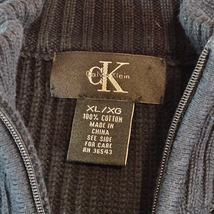 cK
Calvin Klein
XL/XG
100% COTTON
MADE IN
CHINA
SEE SIDE
FOR CARE
RN 36543